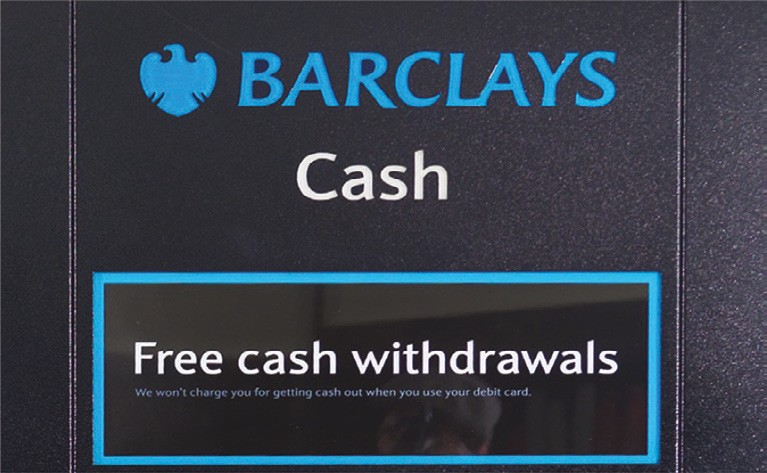 BARCLAYS
Cash
Free cash withdrawals
We won't charge you for getting cash out when you use your debit card.